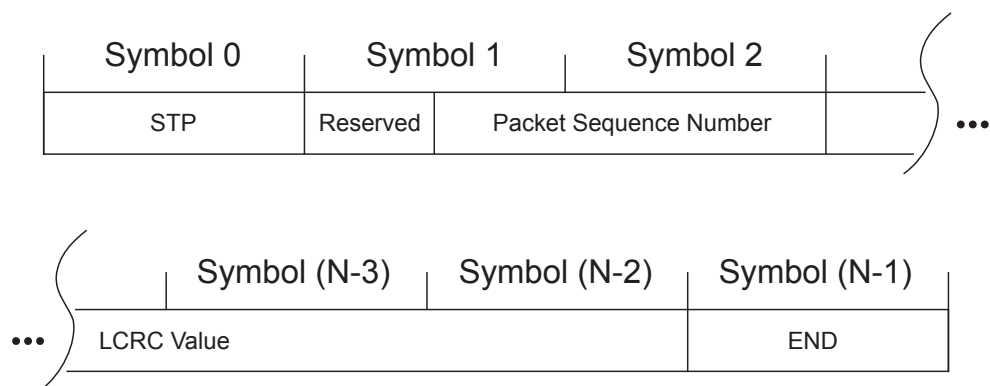 Symbol 0 Symbol 1 Symbol 2
STP Reserved Packet Sequence Number •••
Symbol (N-3) Symbol (N-2) Symbol (N-1)
••• LCRC Value END